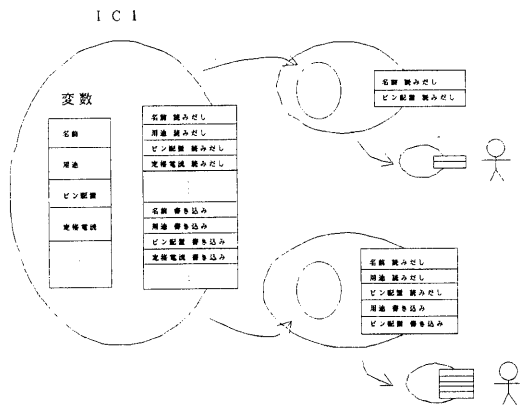 IC1
変数
名前
用途
ピン配置
定格電流
名前 読みだし
用途 読みだし
ピン配置 読みだし
定格電流 読みだし
名前 書き込み
用途 書き込み
ピン配置 書き込み
定格電流 書き込み
名前 読みだし
ピン配置 読みだし
名前 読みだし
用途 読みだし
ピン配置 読みだし
用途 書き込み
ピン配置 書き込み